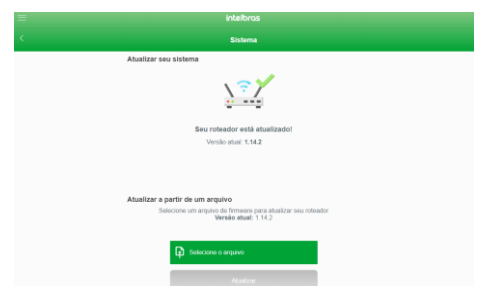 intelbras
Sistema
Atualizar seu sistema
Seu roteador está atualizado!
Versão atual: 1.14.2
Atualizar a partir de um arquivo
Selecione um arquivo de firmware para atualizar seu roteador
Versão atual: 1.14.2
Selecione o arquivo
Atualizar